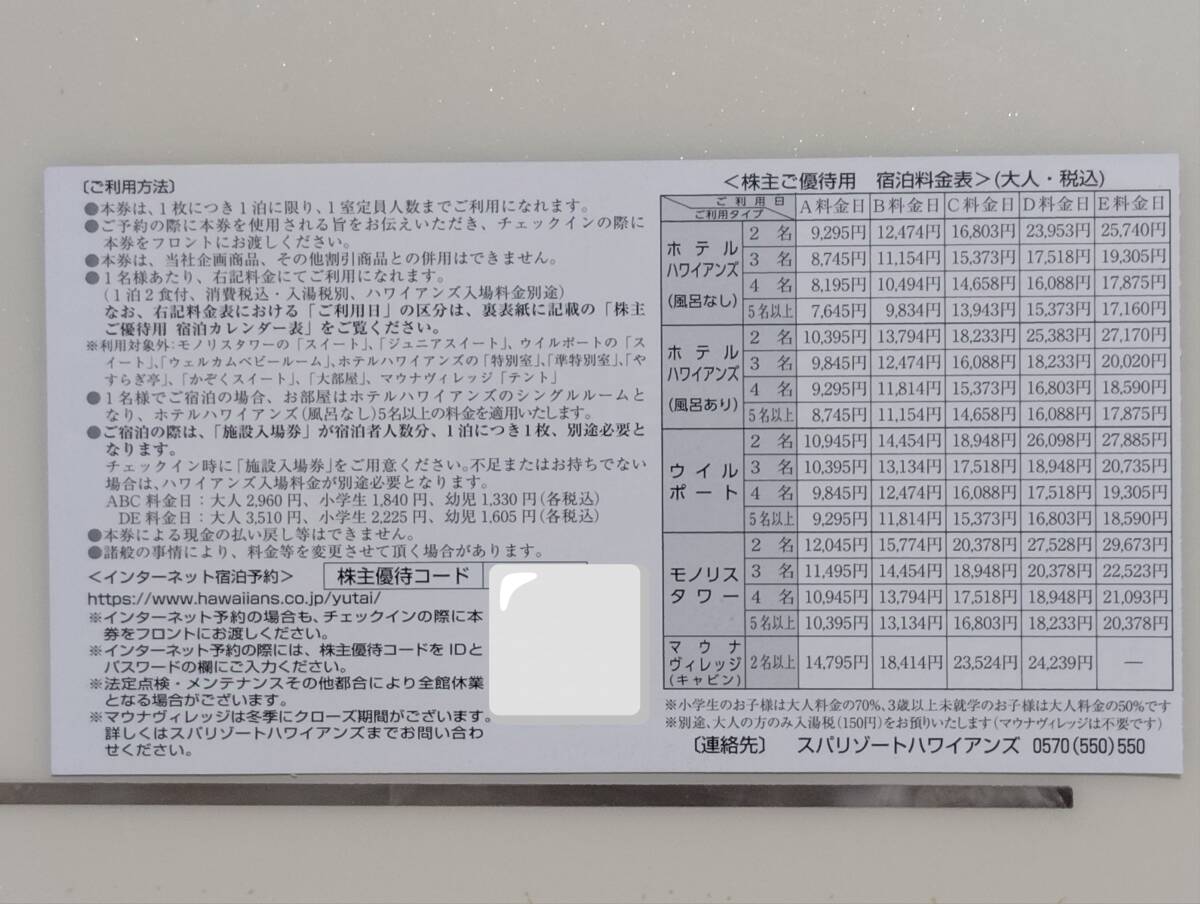 〔ご利用方法〕
●本券は、1枚につき1泊に限り、1室定員人数までご利用になれます。
●ご予約の際に本券を使用される旨をお伝えいただき、チェックインの際に
本券をフロントにお渡しください。
●本券は、当社企画商品、その他割引商品との併用はできません。
●1名様あたり、右記料金にてご利用になれます。
(1泊2食付、消費税込・入湯税別、ハワイアンズ入場料金別途)
なお、右記料金表における「ご利用日」の区分は、裏表紙に記載の「株主
ご優待用 宿泊カレンダー表」をご覧ください。
※利用対象外:モノリスタワーの「スイート」、「ジュニアスイート」、ウイルポートの「ス
イート」、「ウェルカムベビールーム」、ホテルハワイアンズの「特別室」、「準特別室」、「や
すらぎ亭」、「かぞくスイート」、「大部屋」、マウナヴィレッジ「テント」
●1名様でご宿泊の場合、お部屋はホテルハワイアンズのシングルルームと
なり、ホテルハワイアンズ(風呂なし)5名以上の料金を適用いたします。
●ご宿泊の際は、「施設入場券」が宿泊者人数分、1泊につき1枚、別途必要と
なります。
チェックイン時に「施設入場券」をご用意ください。不足またはお持ちでない
場合は、ハワイアンズ入場料金が別途必要となります。
ABC料金日:大人2,960円、小学生1,840円、幼児1,330円(各税込)
DE料金日:大人3,510円、小学生2,225円、幼児1,605円(各税込)
●本券による現金の払い戻し等はできません。
●諸般の事情により、料金等を変更させて頂く場合があります。
<インターネット宿泊予約> 株主優待コード
https://www.hawaiians.co.jp/yutai/
※インターネット予約の場合も、チェックインの際に本
券をフロントにお渡しください。
※インターネット予約の際には、株主優待コードをIDと
パスワードの欄にご入力ください。
※法定点検・メンテナンスその他都合により全館休業
となる場合がございます。
※マウナヴィレッジは冬季にクローズ期間がございます。
詳しくはスパリゾートハワイアンズまでお問い合わ
せください。
<株主ご優待用 宿泊料金表>(大人・税込)
ご利用日 ご利用タイプ A料金日 B料金日 C料金日 D料金日 E料金日
ホテルハワイアンズ(風呂なし)
2名 9,295円 12,474円 16,803円 23,953円 25,740円
3名 8,745円 11,154円 15,373円 17,518円 19,305円
4名 8,195円 10,494円 14,658円 16,088円 17,875円
5名以上 7,645円 9,834円 13,943円 15,373円 17,160円
ホテルハワイアンズ(風呂あり)
2名 10,395円 13,794円 18,233円 25,383円 27,170円
3名 9,845円 12,474円 16,088円 18,233円 20,020円
4名 9,295円 11,814円 15,373円 16,803円 18,590円
5名以上 8,745円 11,154円 14,658円 16,088円 17,875円
ウイルポート
2名 10,945円 14,454円 18,948円 26,098円 27,885円
3名 10,395円 13,134円 17,518円 18,948円 20,735円
4名 9,845円 12,474円 16,088円 17,518円 19,305円
5名以上 9,295円 11,814円 15,373円 16,803円 18,590円
モノリスタワー
2名 12,045円 15,774円 20,378円 27,528円 29,673円
3名 11,495円 14,454円 18,948円 20,378円 22,523円
4名 10,945円 13,794円 17,518円 18,948円 21,093円
5名以上 10,395円 13,134円 16,803円 18,233円 20,378円
マウナヴィレッジ(キャビン)
2名以上 14,795円 18,414円 23,524円 24,239円 —
※小学生のお子様は大人料金の70%、3歳以上未就学のお子様は大人料金の50%です
※別途、大人の方のみ入湯税(150円)をお預りいたします(マウナヴィレッジは不要です)
〔連絡先〕 スパリゾートハワイアンズ 0570(550)550